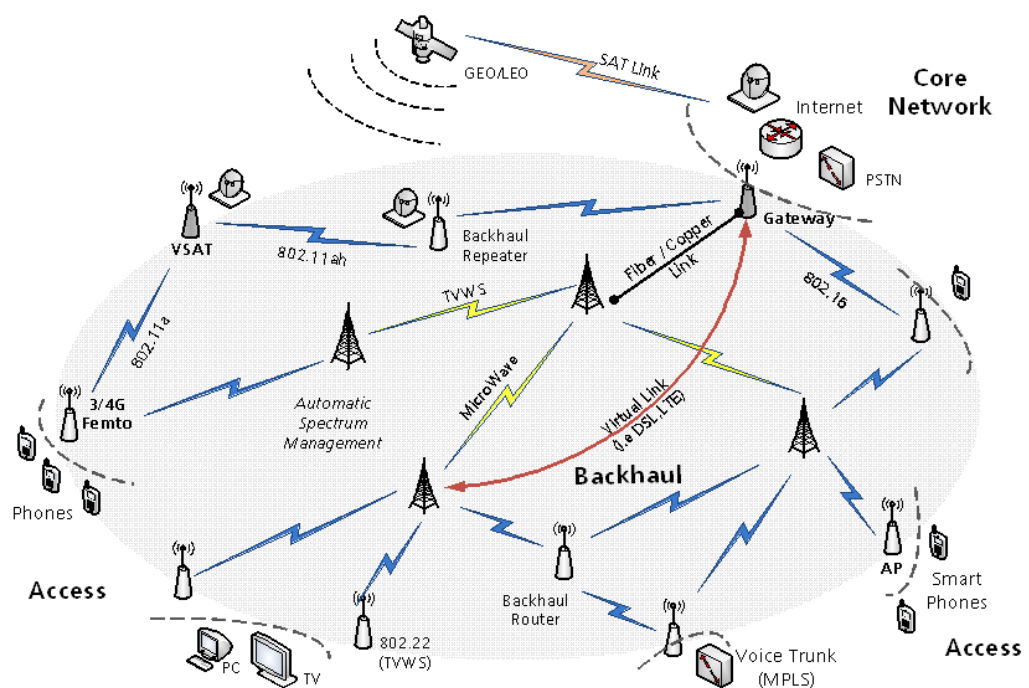 GEO/LEO
SAT Link
Core
Network
Internet
PSTN
Gateway
VSAT
802.11ah
Backhaul
Repeater
Fiber / Copper
Link
802.16
TVWS
802.11a
3/4G
Femto
Automatic
Spectrum
Management
MicroWave
Virtual Link
(i.e DSL, LTE)
Backhaul
Phones
Access
AP
Smart
Phones
Access
Backhaul
Router
802.22
(TVWS)
PC
TV
Voice Trunk
(MPLS)